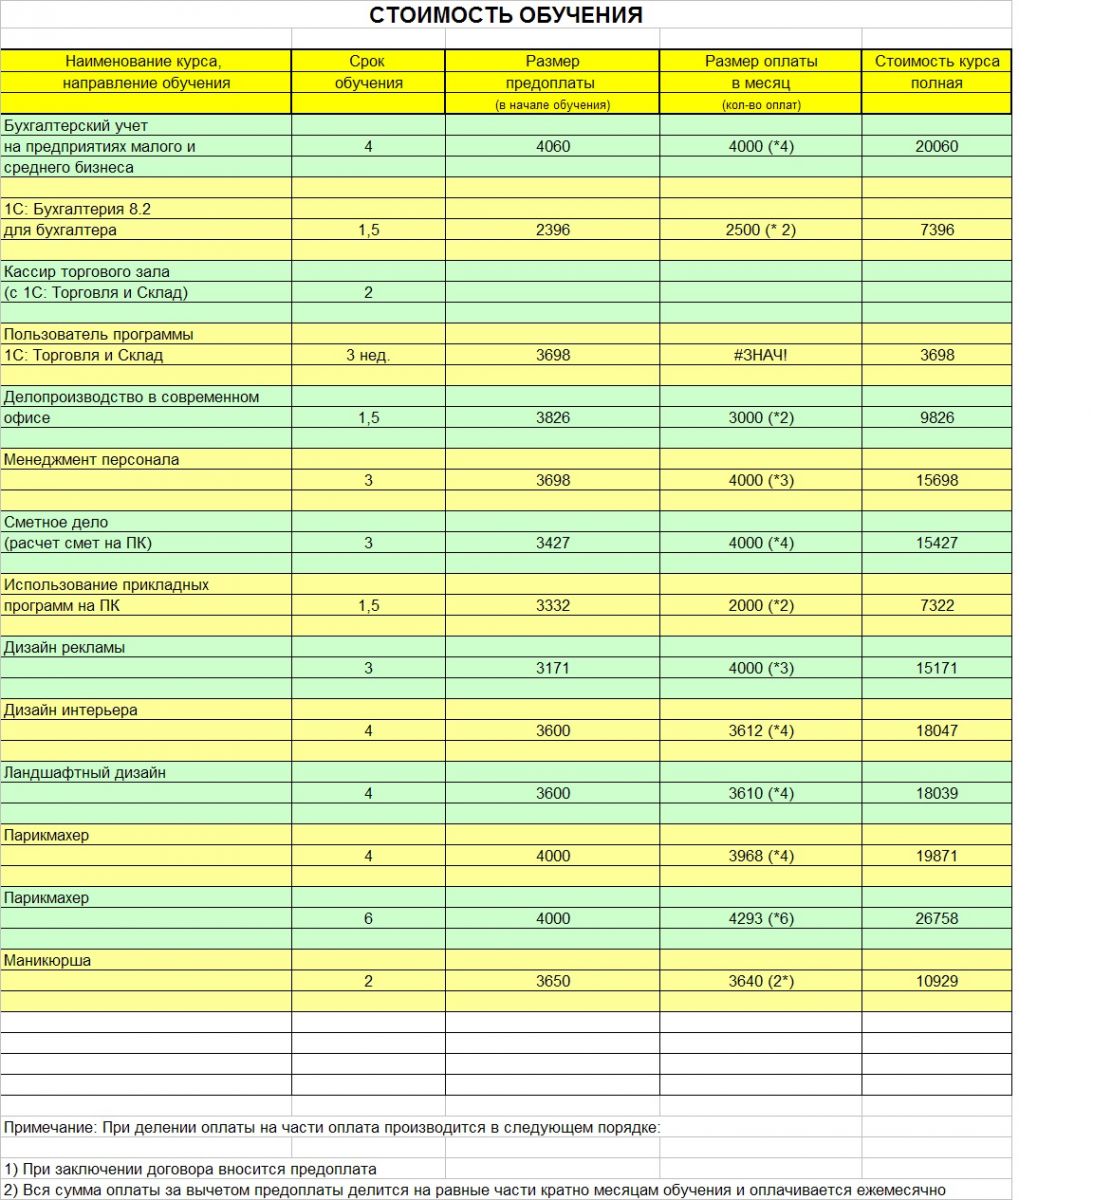 СТОИМОСТЬ ОБУЧЕНИЯ
Наименование курса, Срок Размер Размер оплаты Стоимость курса
направление обучения обучения предоплаты в месяц полная
(в начале обучения) (кол-во оплат)
Бухгалтерский учет
на предприятиях малого и 4 4060 4000 (*4) 20060
среднего бизнеса
1С: Бухгалтерия 8.2
для бухгалтера 1,5 2396 2500 (* 2) 7396
Кассир торгового зала
(с 1С: Торговля и Склад) 2
Пользователь программы
1С: Торговля и Склад 3 нед. 3698 #ЗНАЧ! 3698
Делопроизводство в современном
офисе 1,5 3826 3000 (*2) 9826
Менеджмент персонала
3 3698 4000 (*3) 15698
Сметное дело
(расчет смет на ПК) 3 3427 4000 (*4) 15427
Использование прикладных
программ на ПК 1,5 3332 2000 (*2) 7322
Дизайн рекламы
3 3171 4000 (*3) 15171
Дизайн интерьера
4 3600 3612 (*4) 18047
Ландшафтный дизайн
4 3600 3610 (*4) 18039
Парикмахер
4 4000 3968 (*4) 19871
Парикмахер
6 4000 4293 (*6) 26758
Маникюрша
2 3650 3640 (2*) 10929
Примечание: При делении оплаты на части оплата производится в следующем порядке:
1) При заключении договора вносится предоплата
2) Вся сумма оплаты за вычетом предоплаты делится на равные части кратно месяцам обучения и оплачивается ежемесячно